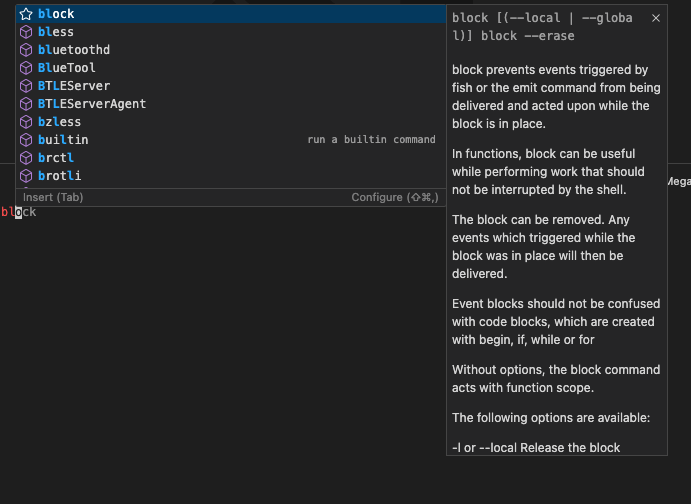 block
bless
bluetoothd
BlueTool
BTLEServer
BTLEServerAgent
bzless
builtin run a builtin command
brctl
brotli
Insert (Tab) Configure (⇧⌘,)
block
block [(--local | --globa
l)] block --erase
block prevents events triggered by
fish or the emit command from being
delivered and acted upon while the
block is in place.
In functions, block can be useful
while performing work that should
not be interrupted by the shell.
The block can be removed. Any
events which triggered while the
block was in place will then be
delivered.
Event blocks should not be confused
with code blocks, which are created
with begin, if, while or for
Without options, the block command
acts with function scope.
The following options are available:
-l or --local Release the block
Mega